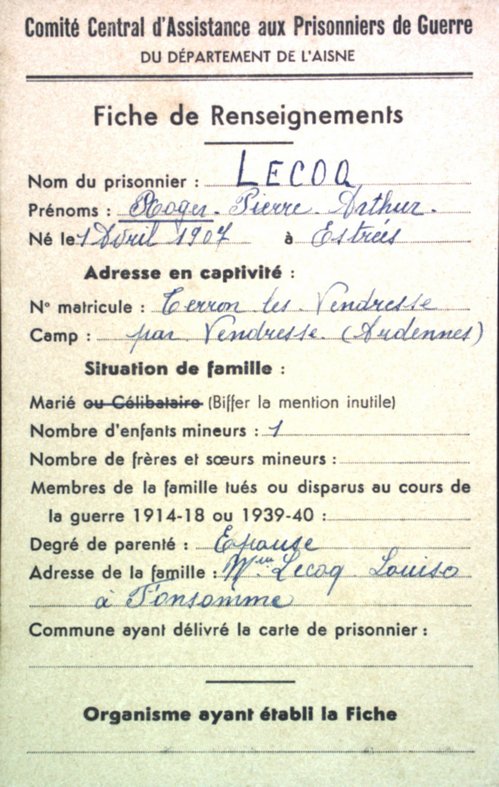 Comité Central d'Assistance aux Prisonniers de Guerre
DU DÉPARTEMENT DE L'AISNE
Fiche de Renseignements
Nom du prisonnier : LECOQ
Prénoms : Roger. Pierre. Arthur.
Né le 1 Avril 1907 à Estrées
Adresse en captivité :
N° matricule : Terron les Vendresse
Camp : par Vendresse (Ardennes)
Situation de famille :
Marié ou Célibataire (Biffer la mention inutile)
Nombre d'enfants mineurs : 1
Nombre de frères et sœurs mineurs :
Membres de la famille tués ou disparus au cours de
la guerre 1914-18 ou 1939-40 :
Degré de parenté : Epouse
Adresse de la famille : Mme Lecoq Louise
à Fonsomme
Commune ayant délivré la carte de prisonnier :
Organisme ayant établi la Fiche